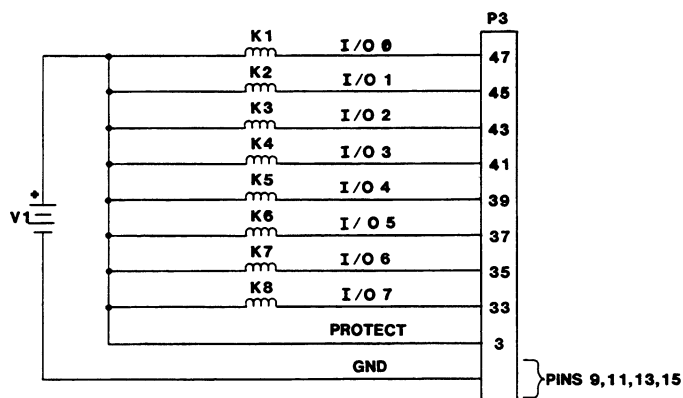 P3
K1 I/O 0 47
K2 I/O 1 45
K3 I/O 2 43
K4 I/O 3 41
K5 I/O 4 39
+
V1
K6 I/O 5 37
K7 I/O 6 35
K8 I/O 7 33
PROTECT 3
GND
PINS 9,11,13,15